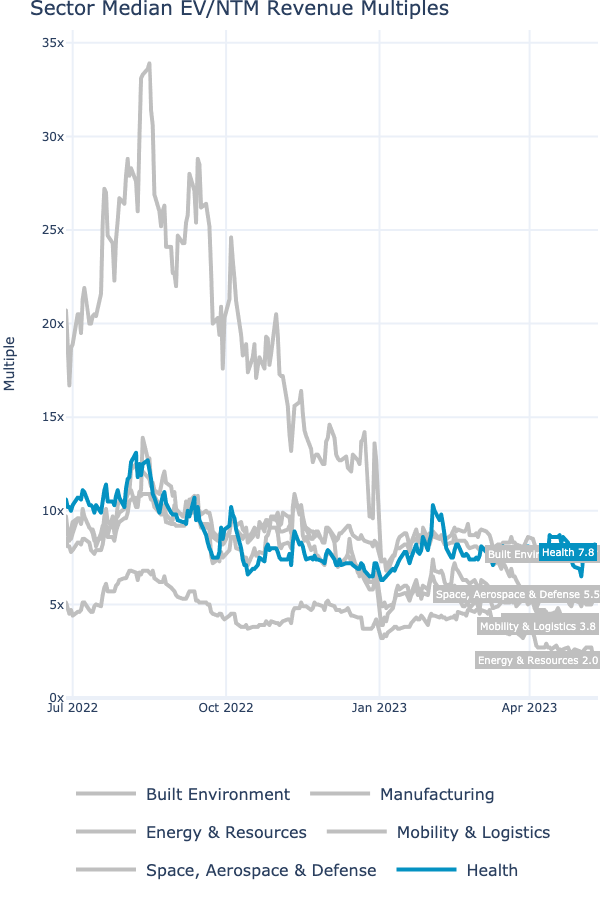 Sector Median EV/NTM Revenue Multiples
35x
30x
25x
20x
15x
10x
5x
0x
Multiple
Built
Health 7.8
Space, Aerospace & Defense 5.5
Mobility & Logistics 3.8
Energy & Resources 2.0
Jul 2022
Oct 2022
Jan 2023
Apr 2023
Built Environment
Manufacturing
Energy & Resources
Mobility & Logistics
Space, Aerospace & Defense
Health